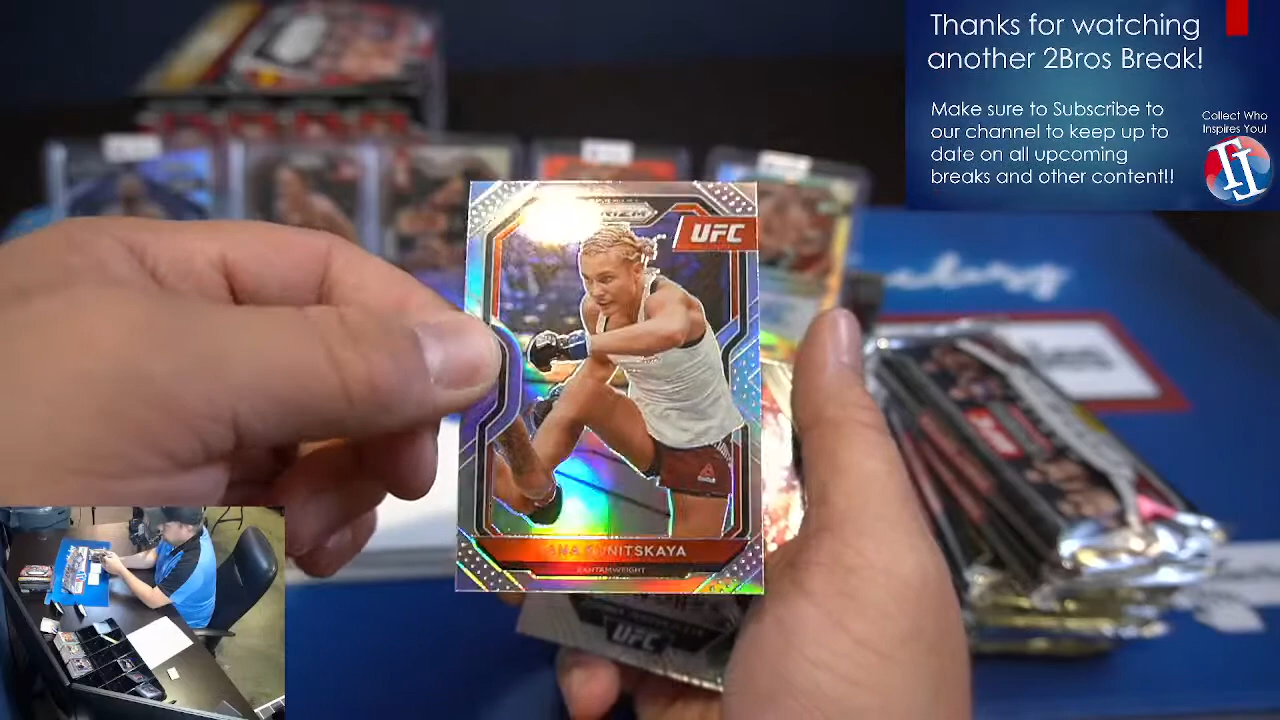 Thanks for watching
another 2Bros Break!
Make sure to Subscribe to
our channel to keep up to
date on all upcoming
breaks and other content!!
Collect Who
Inspires You!
UFC
KUNITSKAYA
BANTAMWEIGHT
UFC